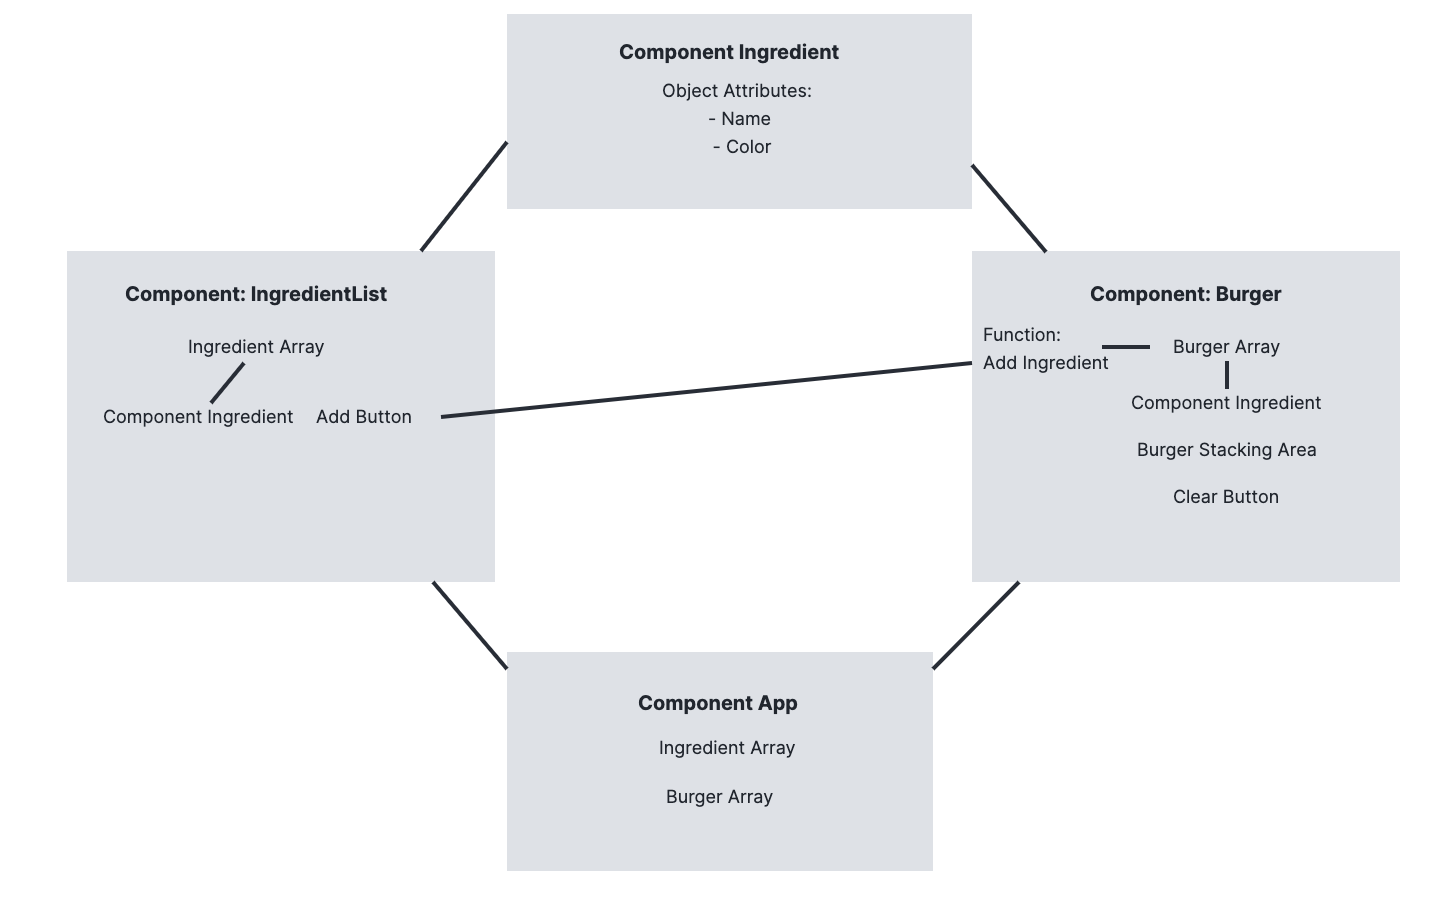 Component Ingredient
Object Attributes:
- Name
- Color
Component: IngredientList
Ingredient Array
Component Ingredient
Add Button
Component: Burger
Function:
Add Ingredient
Burger Array
Component Ingredient
Burger Stacking Area
Clear Button
Component App
Ingredient Array
Burger Array